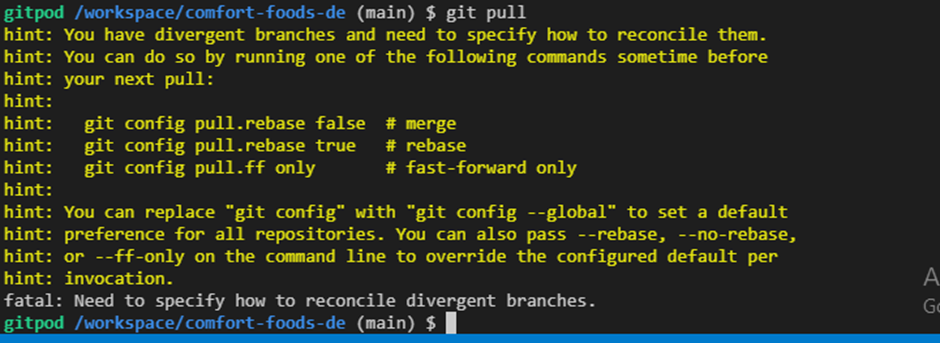 gitpod /workspace/comfort-foods-de (main) $ git pull
hint: You have divergent branches and need to specify how to reconcile them.
hint: You can do so by running one of the following commands sometime before
hint: your next pull:
hint:
hint:   git config pull.rebase false  # merge
hint:   git config pull.rebase true   # rebase
hint:   git config pull.ff only       # fast-forward only
hint:
hint: You can replace "git config" with "git config --global" to set a default
hint: preference for all repositories. You can also pass --rebase, --no-rebase,
hint: or --ff-only on the command line to override the configured default per
hint: invocation.
fatal: Need to specify how to reconcile divergent branches.
gitpod /workspace/comfort-foods-de (main) $